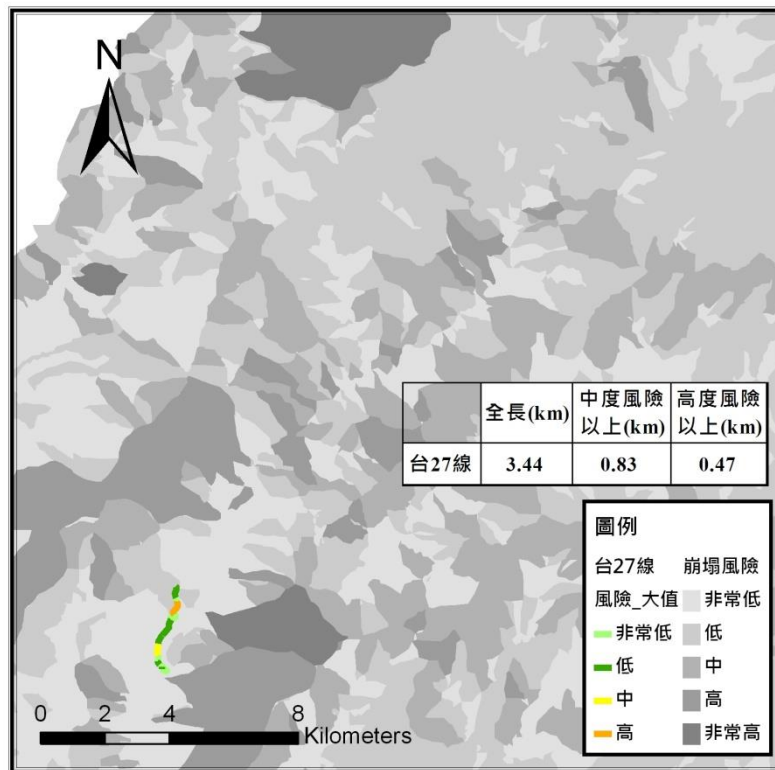 N
全長(km) 中度風險以上(km) 高度風險以上(km)
台27線 3.44 0.83 0.47
圖例
台27線 崩塌風險
風險_大值 非常低
非常低 低
低 中
中 高
高 非常高
0 2 4 8
Kilometers